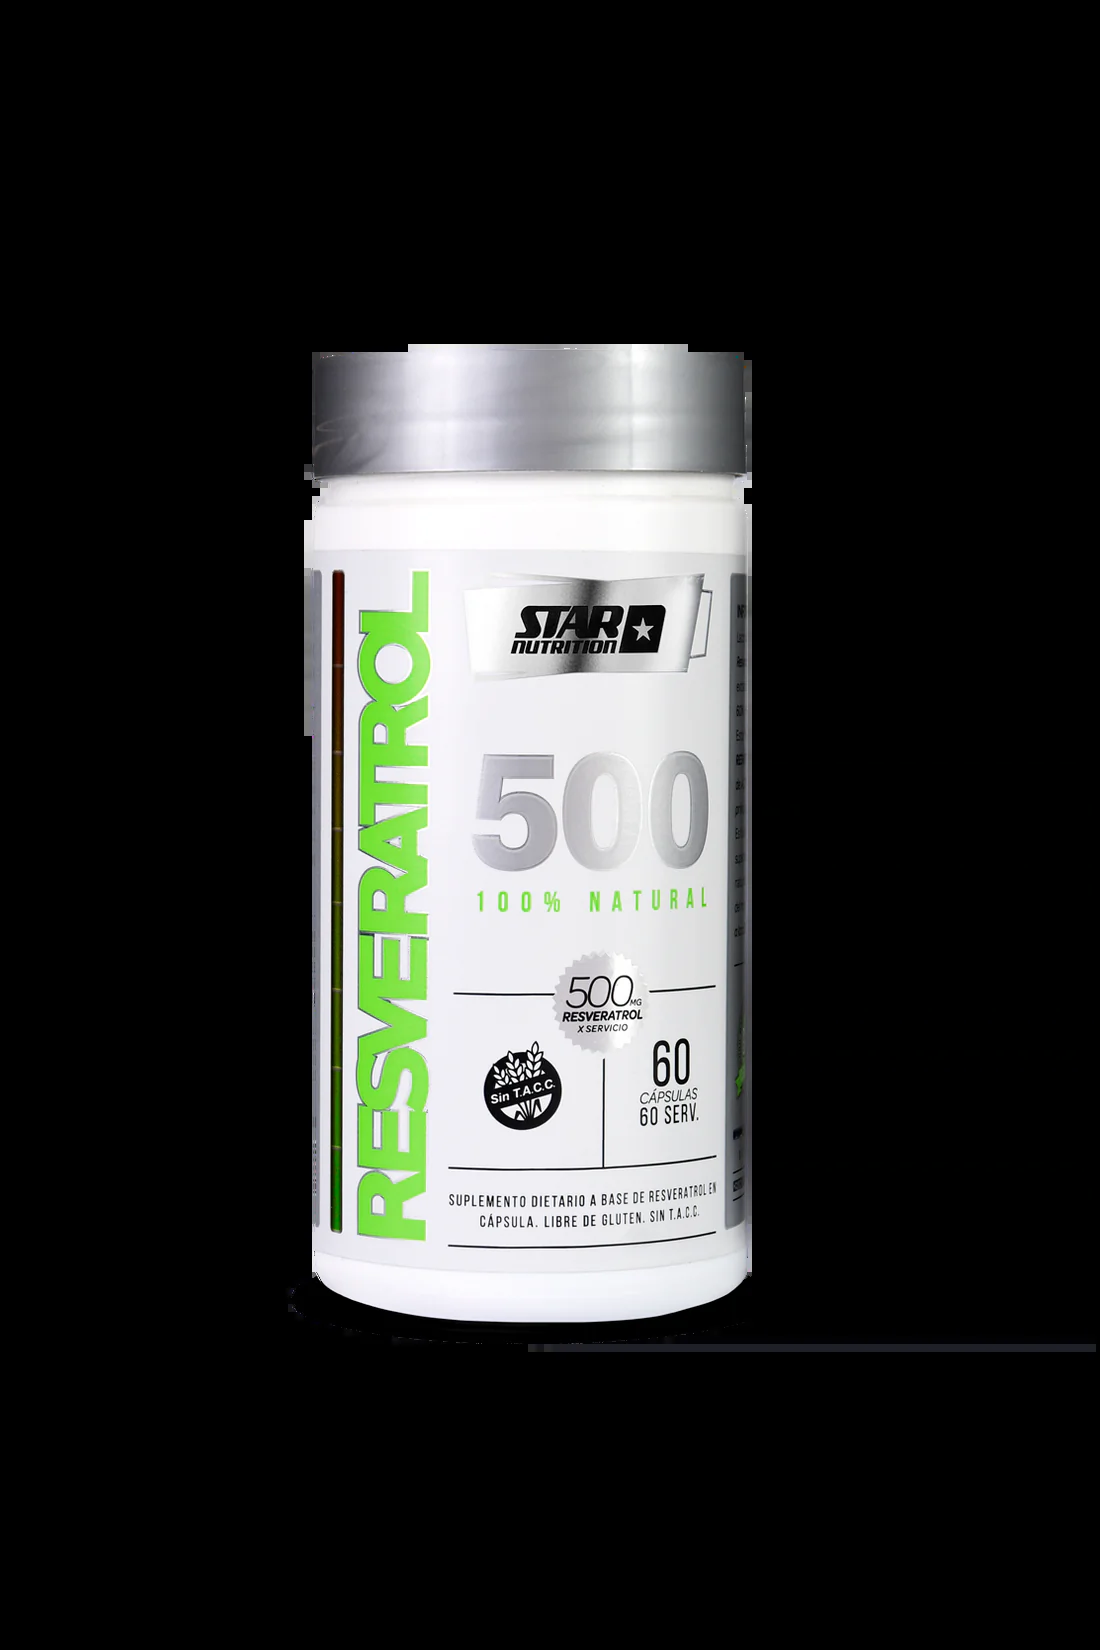 RESVERATROL
STAR
NUTRITION
500
100% NATURAL
500MG
RESVERATROL
X SERVICIO
Sin T.A.C.C.
60
CÁPSULAS
60 SERV.
SUPLEMENTO DIETARIO A BASE DE RESVERATROL EN
CÁPSULA. LIBRE DE GLUTEN. SIN T.A.C.C.